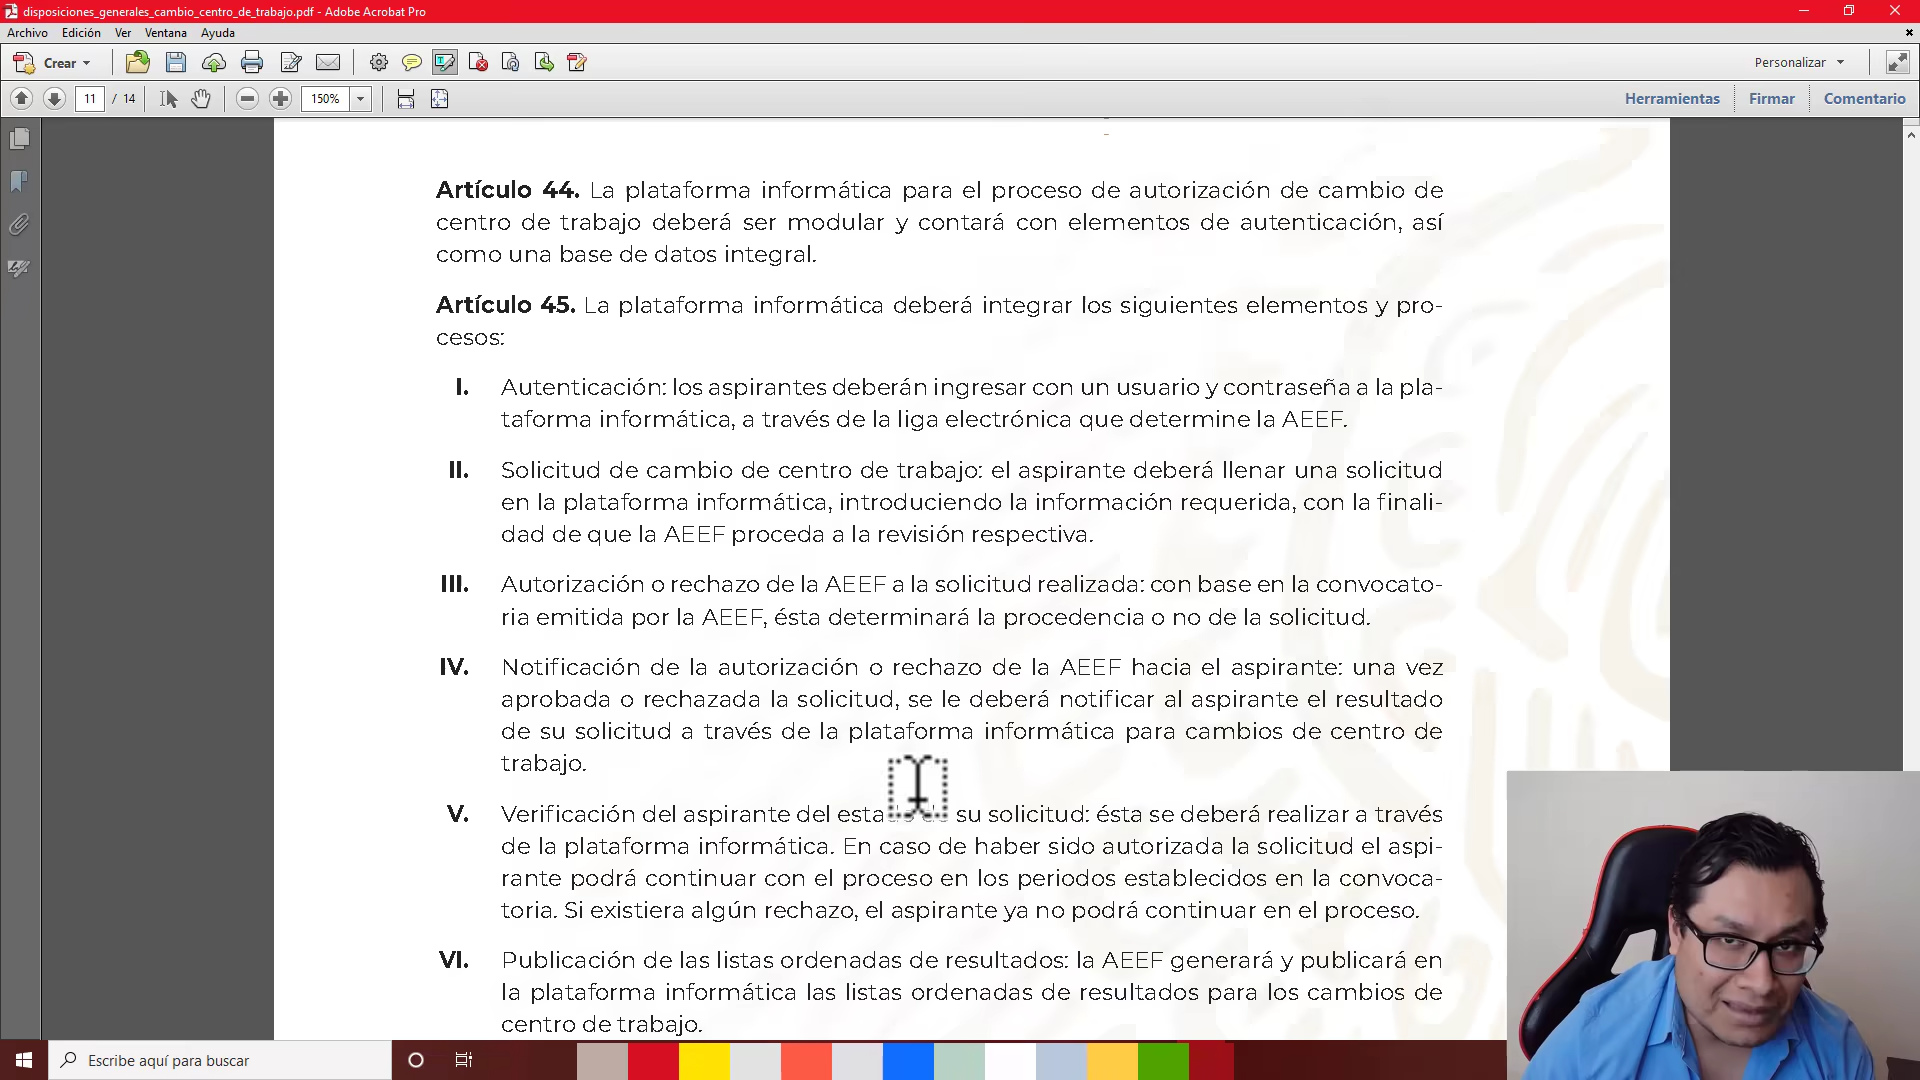 disposiciones_generales_cambio_centro_de_trabajo.pdf - Adobe Acrobat Pro
Archivo Edición Ver Ventana Ayuda
Crear Personalizar
11 / 14 150% Herramientas Firmar Comentario
Artículo 44. La plataforma informática para el proceso de autorización de cambio de
centro de trabajo deberá ser modular y contará con elementos de autenticación, así
como una base de datos integral.
Artículo 45. La plataforma informática deberá integrar los siguientes elementos y pro-
cesos:
I. Autenticación: los aspirantes deberán ingresar con un usuario y contraseña a la pla-
taforma informática, a través de la liga electrónica que determine la AEEF.
II. Solicitud de cambio de centro de trabajo: el aspirante deberá llenar una solicitud
en la plataforma informática, introduciendo la información requerida, con la finali-
dad de que la AEEF proceda a la revisión respectiva.
III. Autorización o rechazo de la AEEF a la solicitud realizada: con base en la convocato-
ria emitida por la AEEF, ésta determinará la procedencia o no de la solicitud.
IV. Notificación de la autorización o rechazo de la AEEF hacia el aspirante: una vez
aprobada o rechazada la solicitud, se le deberá notificar al aspirante el resultado
de su solicitud a través de la plataforma informática para cambios de centro de
trabajo.
V. Verificación del aspirante del estado de su solicitud: ésta se deberá realizar a través
de la plataforma informática. En caso de haber sido autorizada la solicitud el aspi-
rante podrá continuar con el proceso en los periodos establecidos en la convoca-
toria. Si existiera algún rechazo, el aspirante ya no podrá continuar en el proceso.
VI. Publicación de las listas ordenadas de resultados: la AEEF generará y publicará en
la plataforma informática las listas ordenadas de resultados para los cambios de
centro de trabajo.
Escribe aquí para buscar